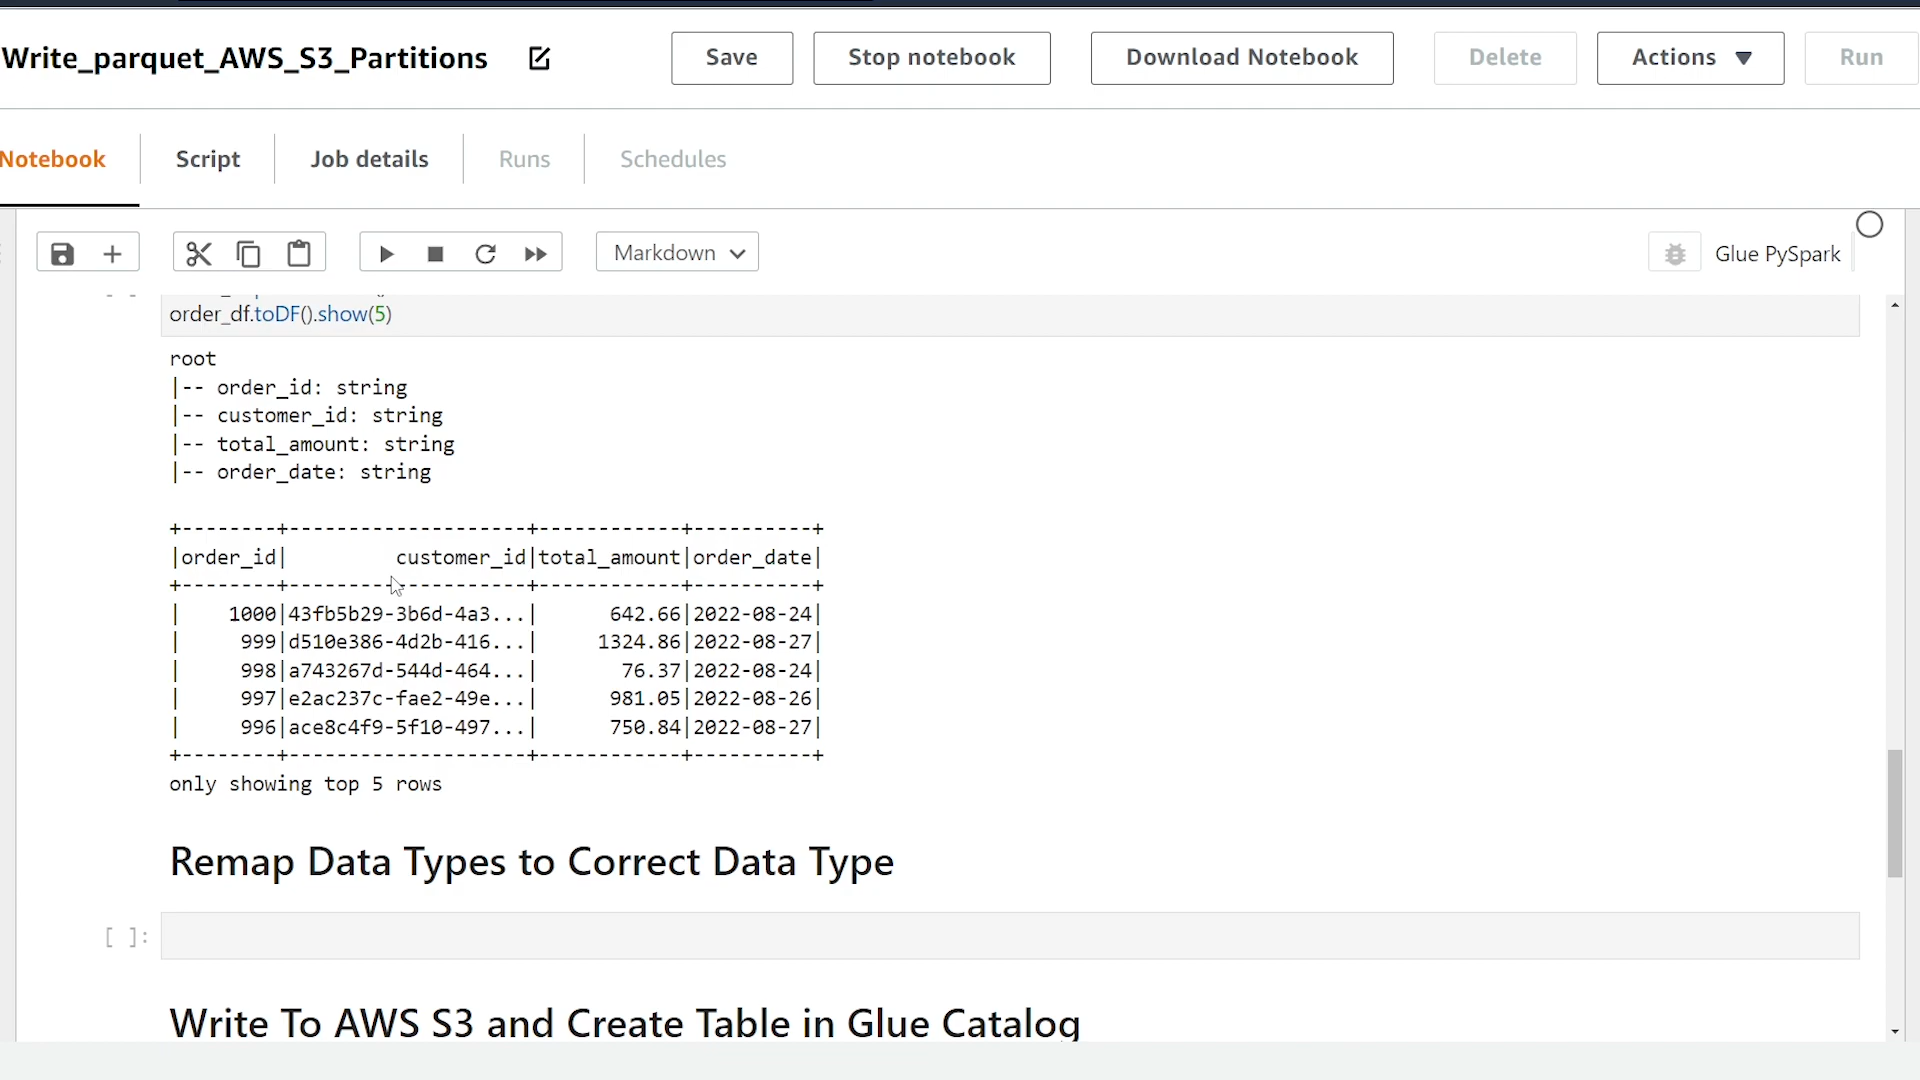 Write_parquet_AWS_S3_Partitions
Save
Stop notebook
Download Notebook
Delete
Actions
Run
Notebook
Script
Job details
Runs
Schedules
Markdown
Glue PySpark
order_df.toDF().show(5)
root
|-- order_id: string
|-- customer_id: string
|-- total_amount: string
|-- order_date: string
+--------+--------------------+------------+----------+
|order_id|         customer_id|total_amount|order_date|
+--------+--------------------+------------+----------+
|    1000|43fb5b29-3b6d-4a3...|      642.66|2022-08-24|
|     999|d510e386-4d2b-416...|     1324.86|2022-08-27|
|     998|a743267d-544d-464...|       76.37|2022-08-24|
|     997|e2ac237c-fae2-49e...|      981.05|2022-08-26|
|     996|ace8c4f9-5f10-497...|      750.84|2022-08-27|
+--------+--------------------+------------+----------+
only showing top 5 rows
Remap Data Types to Correct Data Type
[ ]:
Write To AWS S3 and Create Table in Glue Catalog